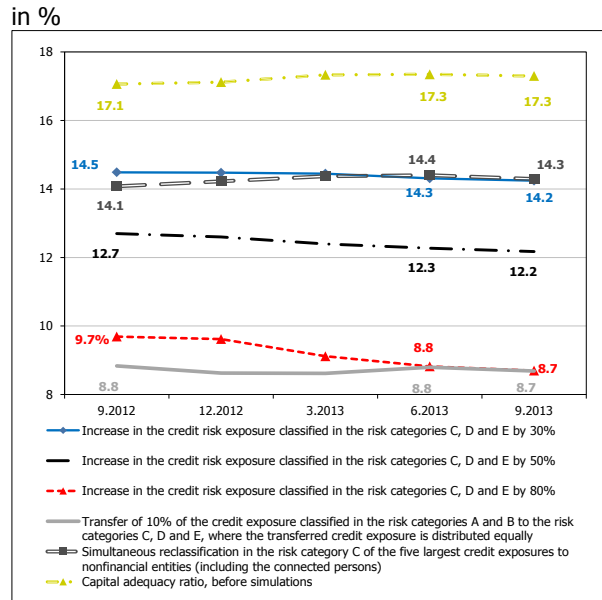 in %
18
17.1
17.3
17.3
16
14.5
14.4
14.3
14
14.1
14.3
14.2
12.7
12.3
12.2
12
10
9.7%
8.8
8.7
8.8
8.8
8.7
8
9.2012 12.2012 3.2013 6.2013 9.2013
Increase in the credit risk exposure classified in the risk categories C, D and E by 30%
Increase in the credit risk exposure classified in the risk categories C, D and E by 50%
Increase in the credit risk exposure classified in the risk categories C, D and E by 80%
Transfer of 10% of the credit exposure classified in the risk categories A and B to the risk
categories C, D and E, where the transferred credit exposure is distributed equally
Simultaneous reclassification in the risk category C of the five largest credit exposures to
nonfinancial entities (including the connected persons)
Capital adequacy ratio, before simulations